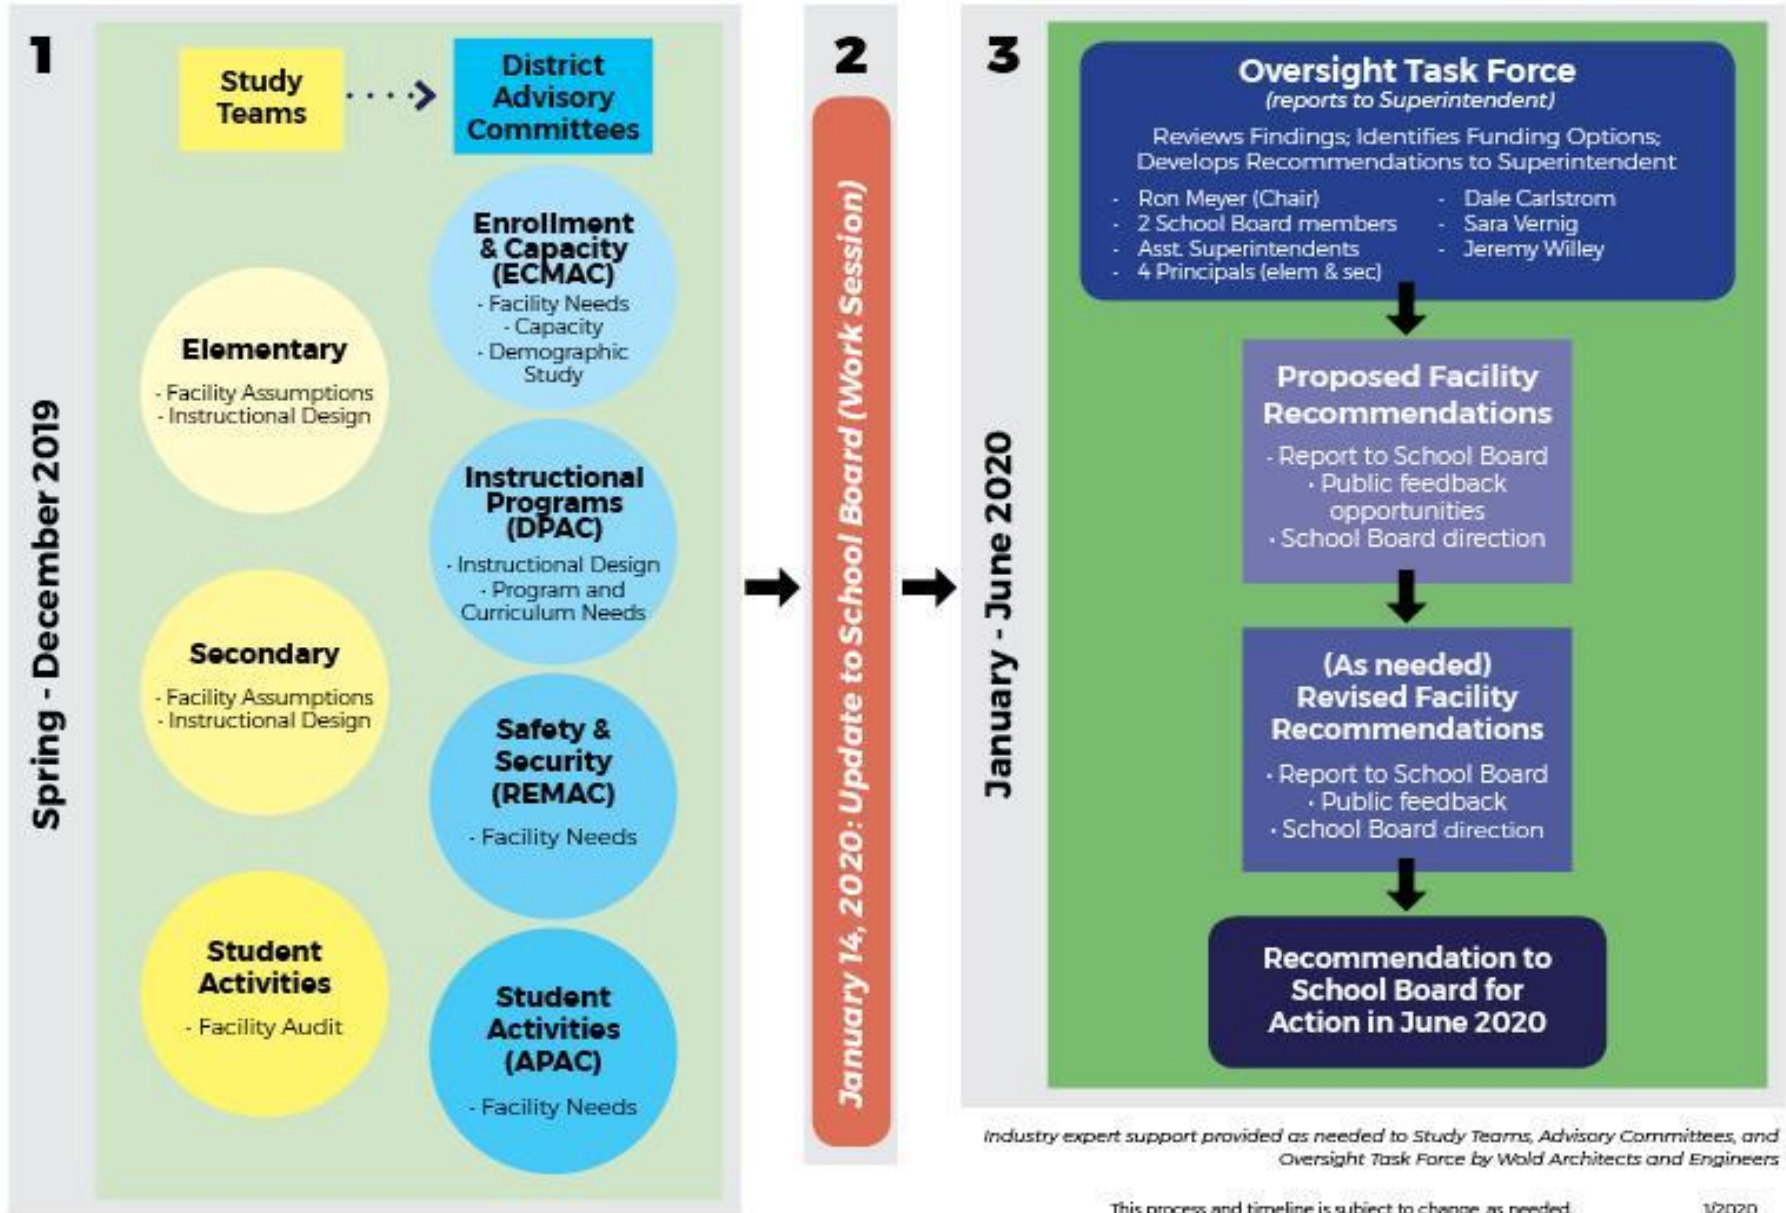 1
Spring - December 2019
Study
Teams
District
Advisory
Committees
Elementary
- Facility Assumptions
- Instructional Design
Secondary
- Facility Assumptions
- Instructional Design
Student
Activities
- Facility Audit
Enrollment
& Capacity
(ECMAC)
- Facility Needs
- Capacity
- Demographic
Study
Instructional
Programs
(DPAC)
- Instructional Design
- Program and
Curriculum Needs
Safety &
Security
(REMAC)
- Facility Needs
Student
Activities
(APAC)
- Facility Needs
2
January 14, 2020: Update to School Board (Work Session)
3
January - June 2020
Oversight Task Force
(reports to Superintendent)
Reviews Findings; Identifies Funding Options;
Develops Recommendations to Superintendent
- Ron Meyer (Chair)
- 2 School Board members
- Asst. Superintendents
- 4 Principals (elem & sec)
- Dale Carlstrom
- Sara Vernig
- Jeremy Willey
Proposed Facility
Recommendations
- Report to School Board
• Public feedback
opportunities
• School Board direction
(As needed)
Revised Facility
Recommendations
• Report to School Board
• Public feedback
• School Board direction
Recommendation to
School Board for
Action in June 2020
Industry expert support provided as needed to Study Teams, Advisory Committees, and
Oversight Task Force by Wold Architects and Engineers
This process and timeline is subject to change, as needed. 1/2020